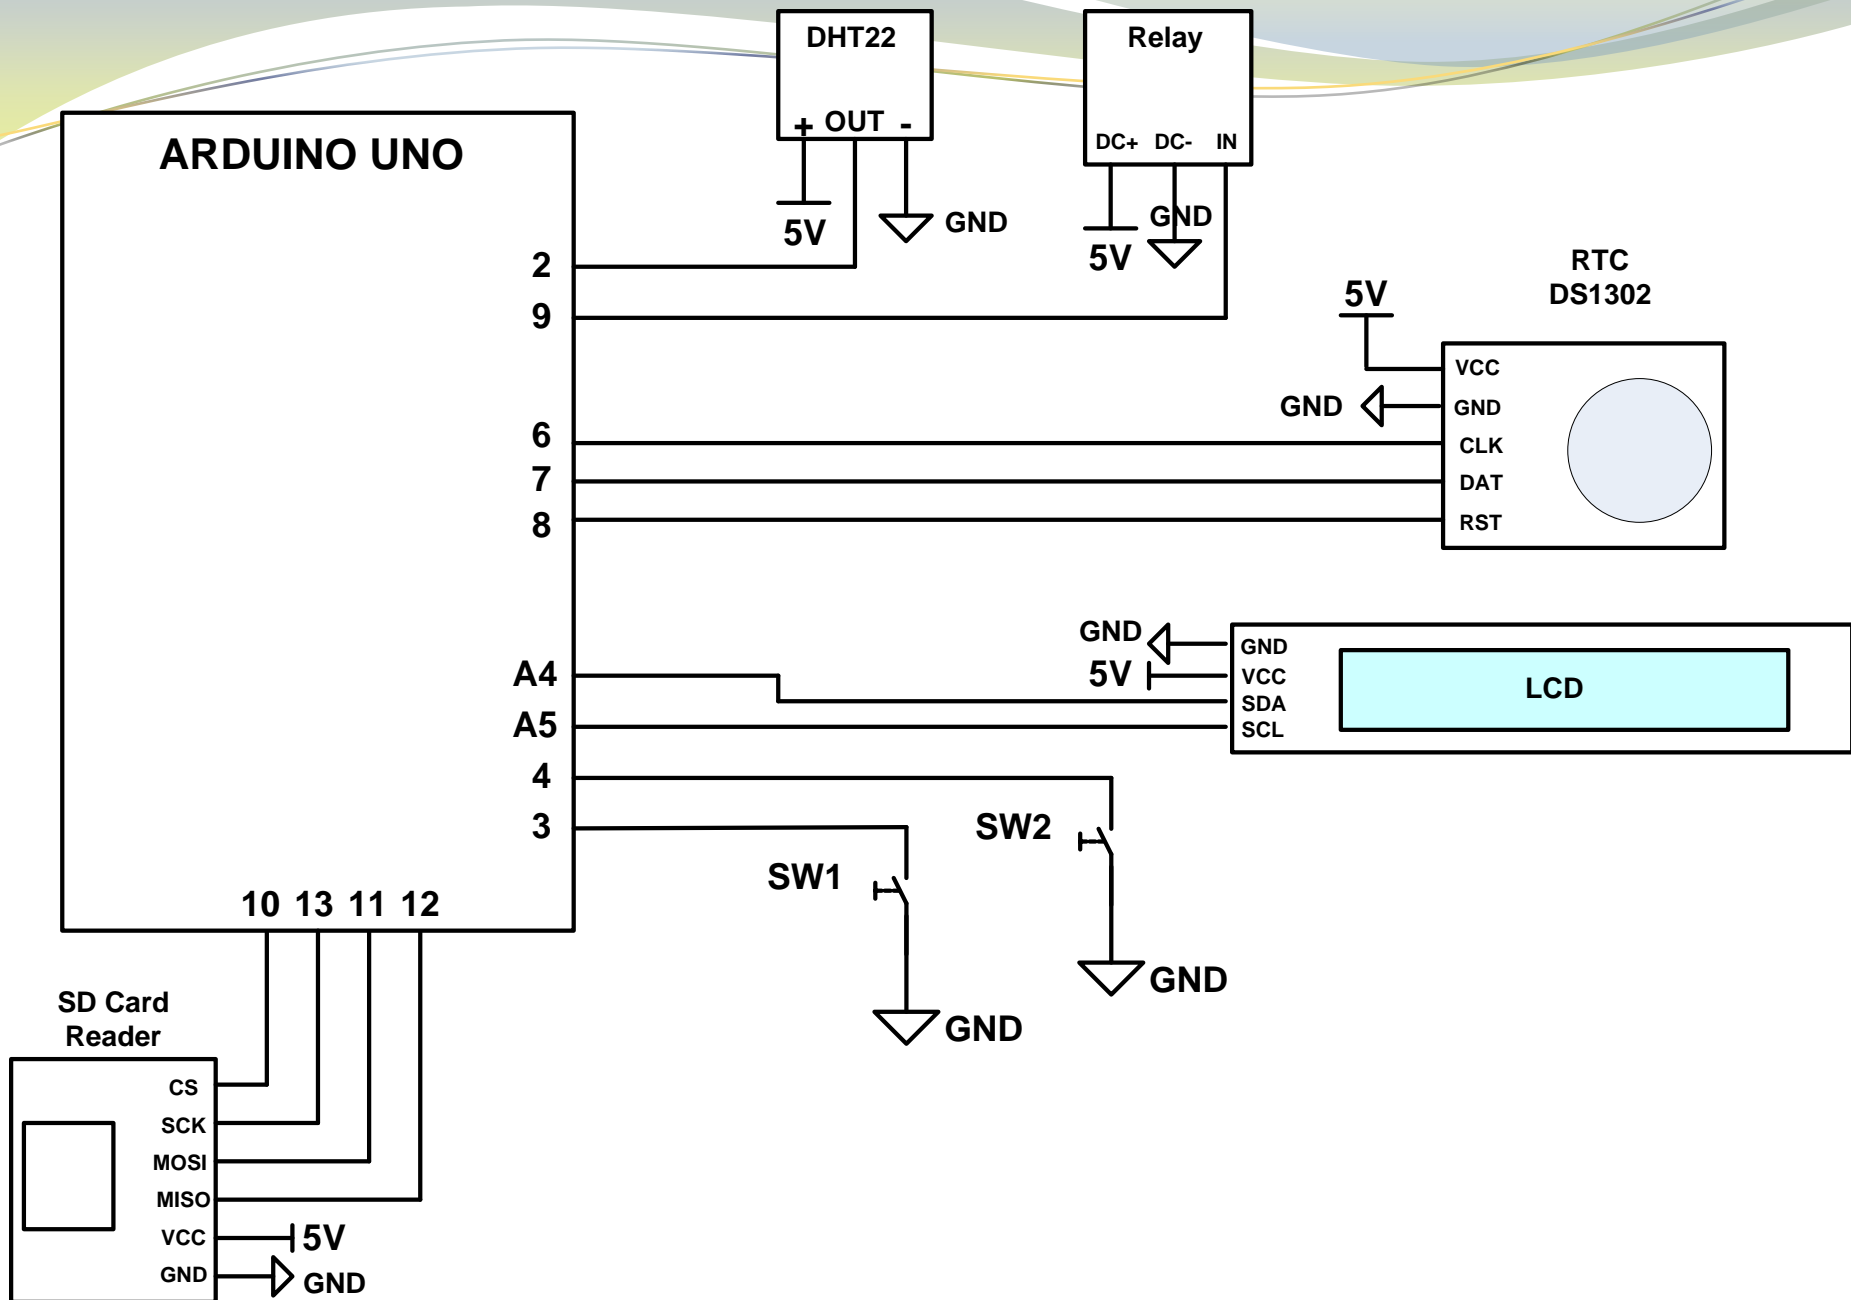 DHT22
+ OUT -
5V
GND
Relay
DC+ DC- IN
5V
GND
ARDUINO UNO
2
9
6
7
8
A4
A5
4
3
10 13 11 12
RTC
DS1302
5V
GND
VCC
GND
CLK
DAT
RST
GND
5V
GND
VCC
SDA
SCL
LCD
SW2
GND
SW1
GND
SD Card
Reader
CS
SCK
MOSI
MISO
VCC
GND
5V
GND